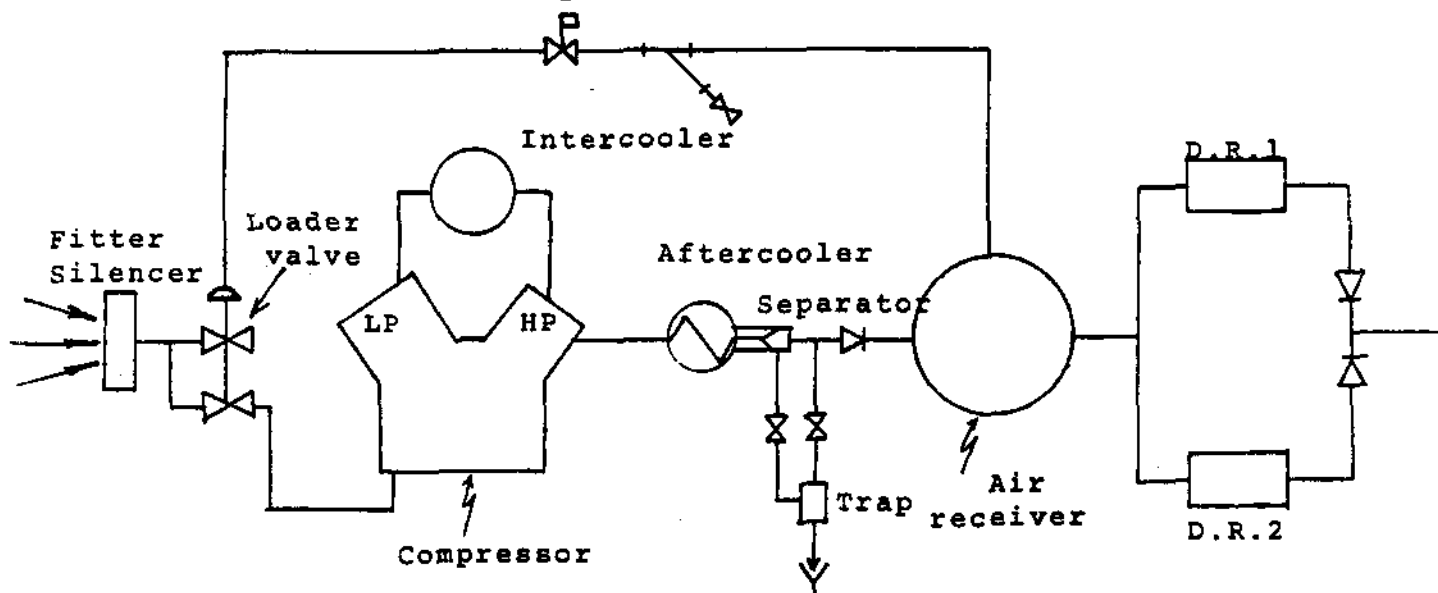 Intercooler
D.R.1
Loader
valve
Fitter
Silencer
Aftercooler
Separator
LP
HP
Trap
Air
receiver
D.R.2
Compressor